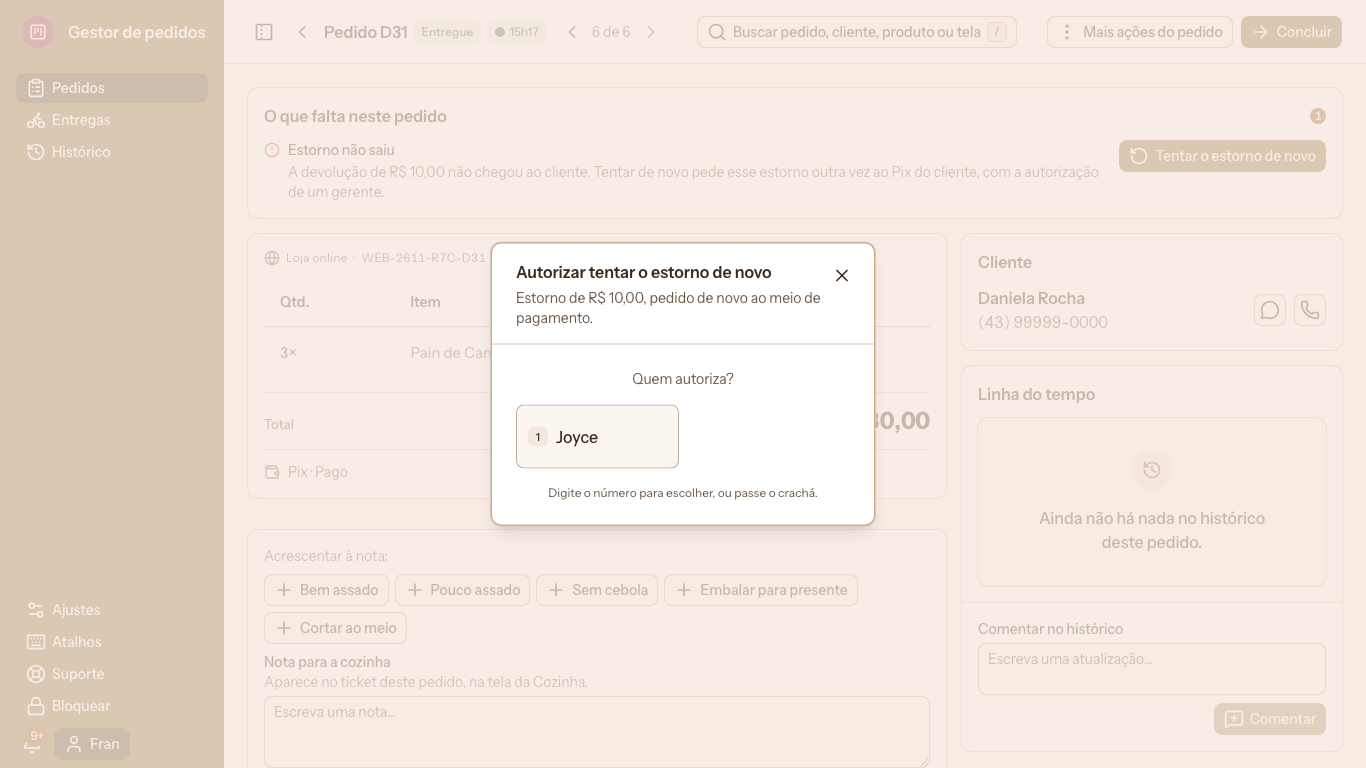 Gestor de pedidos
Pedidos
Entregas
Histórico
Ajustes
Atalhos
Suporte
Bloquear
9+
Fran
Pedido D31
Entregue
15h17
6 de 6
Buscar pedido, cliente, produto ou tela
/
Mais ações do pedido
Concluir
O que falta neste pedido
1
Estorno não saiu
A devolução de R$ 10,00 não chegou ao cliente. Tentar de novo pede esse estorno outra vez ao Pix do cliente, com a autorização
de um gerente.
Tentar o estorno de novo
Loja online · WEB-2611-R7C-D31
Qtd.
Item
3×
Pain de Cam
Total
30,00
Pix · Pago
Autorizar tentar o estorno de novo
Estorno de R$ 10,00, pedido de novo ao meio de
pagamento.
Quem autoriza?
1
Joyce
Digite o número para escolher, ou passe o crachá.
Acrescentar à nota:
Bem assado
Pouco assado
Sem cebola
Embalar para presente
Cortar ao meio
Nota para a cozinha
Aparece no ticket deste pedido, na tela da Cozinha.
Escreva uma nota...
Cliente
Daniela Rocha
(43) 99999-0000
Linha do tempo
Ainda não há nada no histórico
deste pedido.
Comentar no histórico
Escreva uma atualização...
Comentar